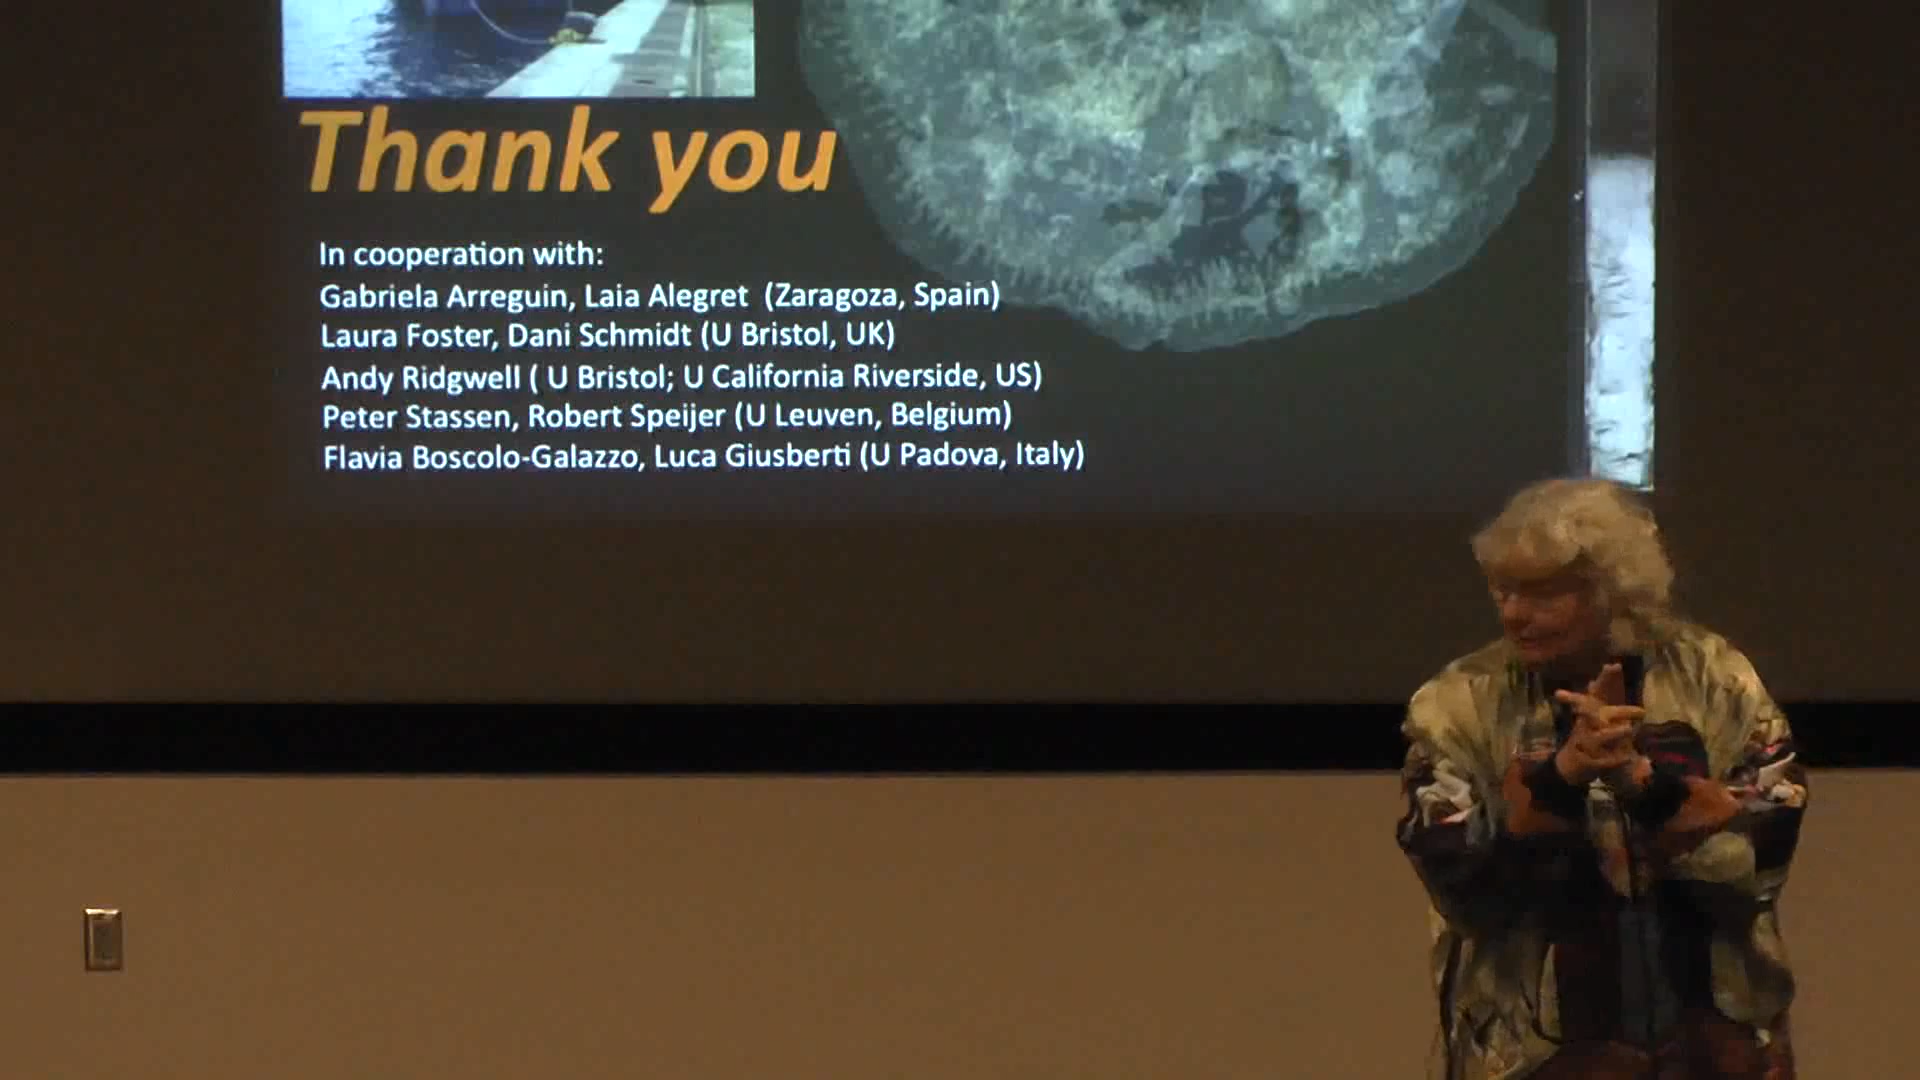 Thank you
In cooperation with:
Gabriela Arreguin, Laia Alegret (Zaragoza, Spain)
Laura Foster, Dani Schmidt (U Bristol, UK)
Andy Ridgwell ( U Bristol; U California Riverside, US)
Peter Stassen, Robert Speijer (U Leuven, Belgium)
Flavia Boscolo-Galazzo, Luca Giusberti (U Padova, Italy)